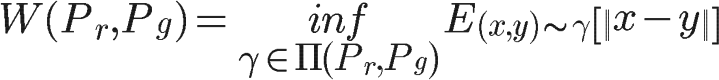 W(P_r,P_g) = inf_{γ∈Π(P_r,P_g)} E_{(x,y)∼γ}[‖x−y‖]